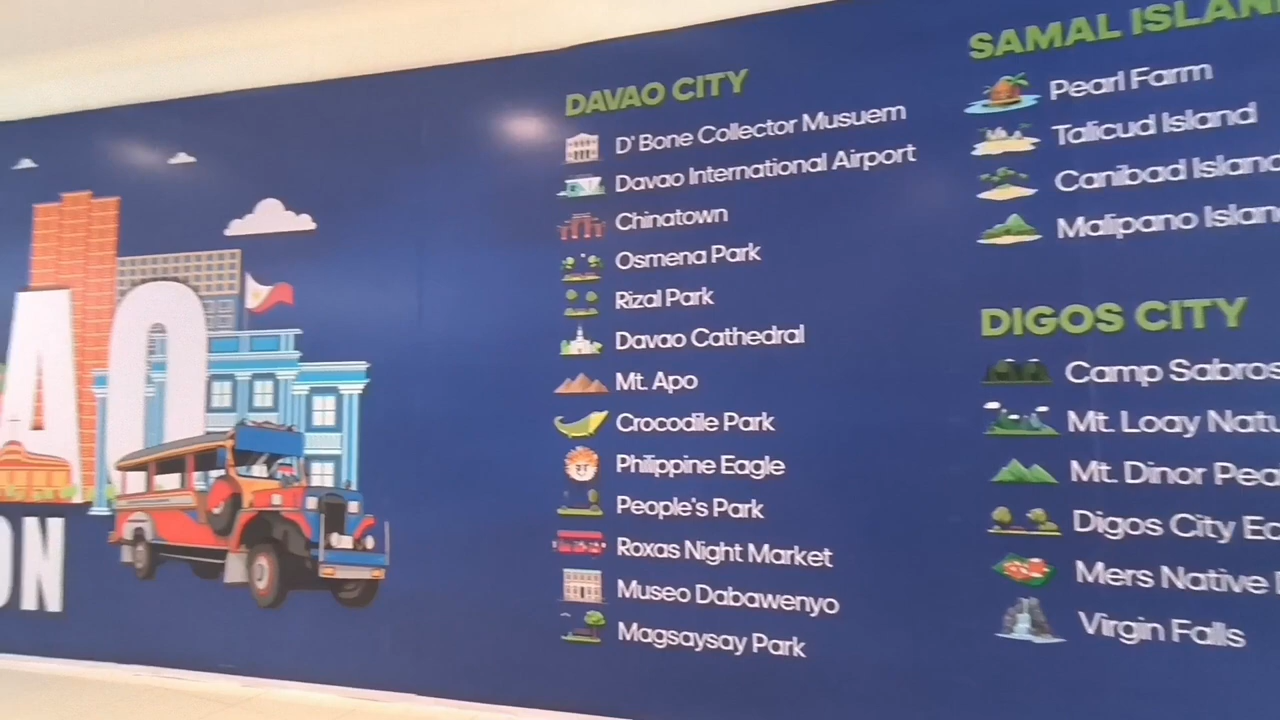 AO
ON
DAVAO CITY
D' Bone Collector Musuem
Davao International Airport
Chinatown
Osmena Park
Rizal Park
Davao Cathedral
Mt. Apo
Crocodile Park
Philippine Eagle
People's Park
Roxas Night Market
Museo Dabawenyo
Magsaysay Park
SAMAL ISLAN
Pearl Farm
Talicud Island
Canibad Island
Malipano Islan
DIGOS CITY
Camp Sabros
Mt. Loay Natu
Mt. Dinor Pea
Digos City Ec
Mers Native
Virgin Falls